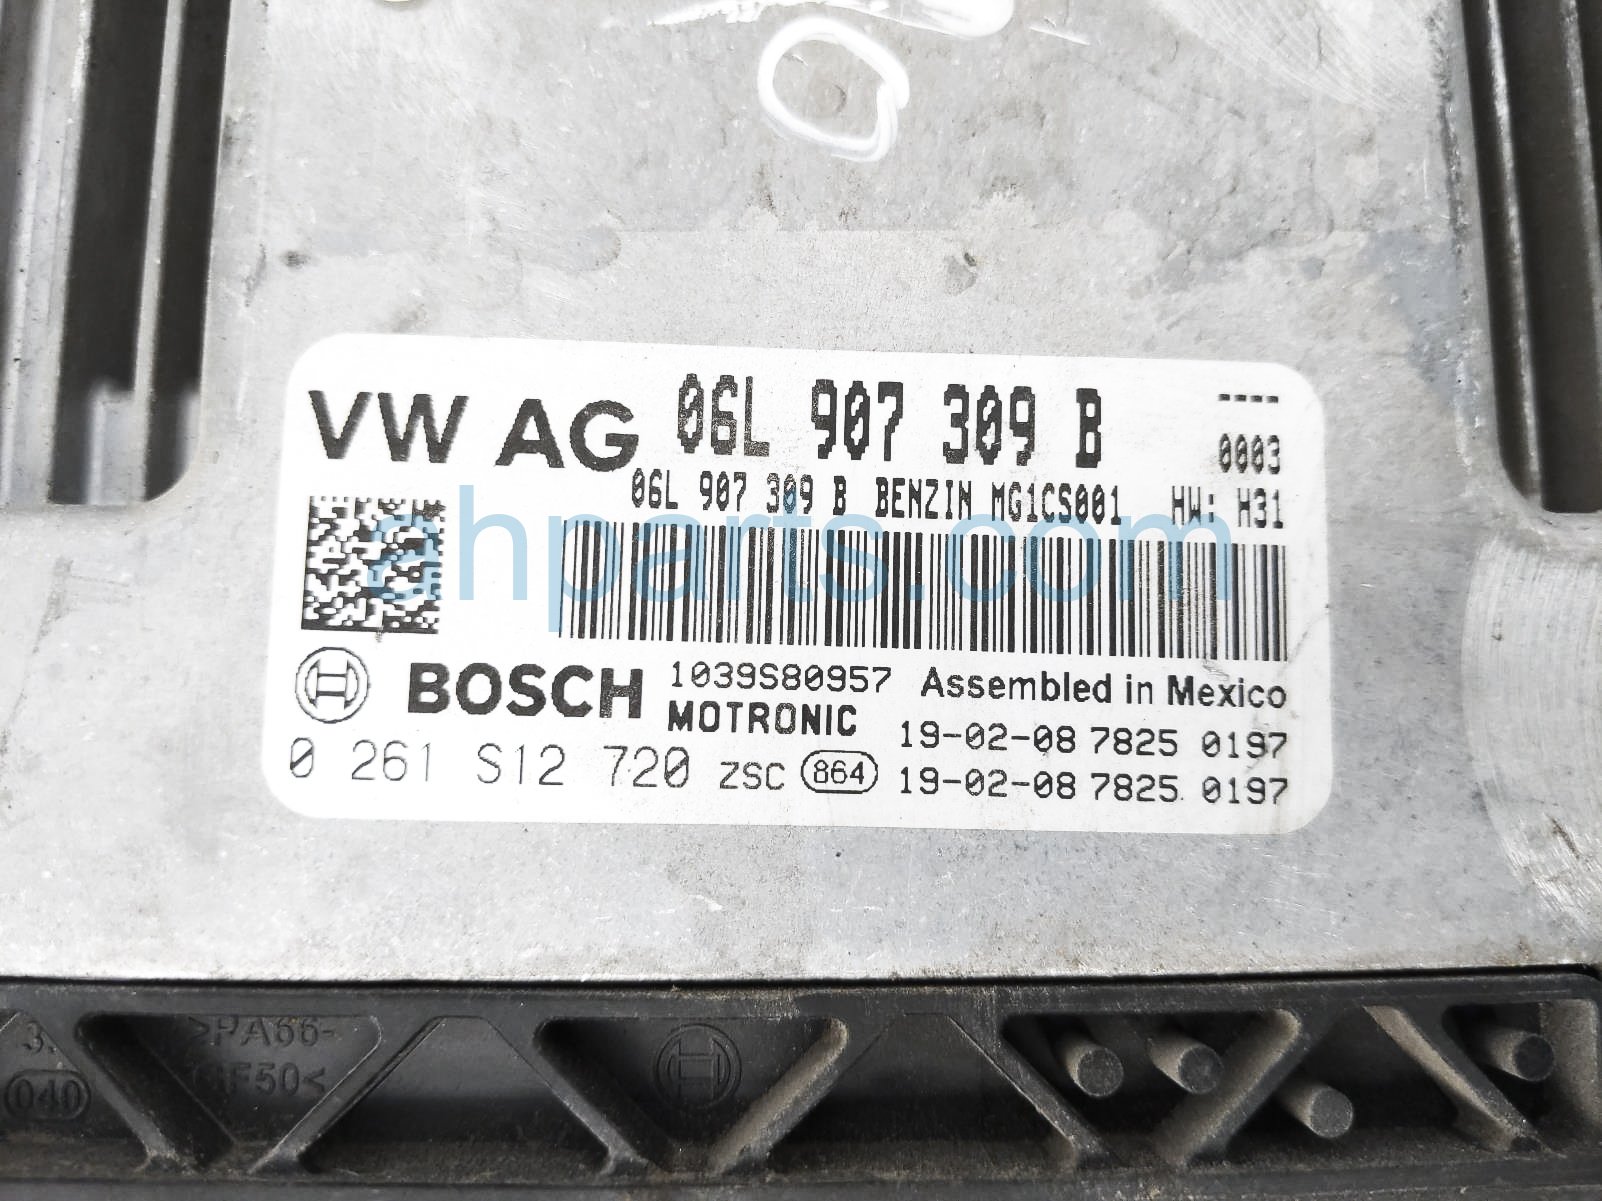 VW AG 06L 907 309 B ----
0003
06L 907 309 B BENZIN MG1CS001 HW: H31
ahparts.com
BOSCH 1039S80957 Assembled in Mexico
MOTRONIC 19-02-08 7825 0197
0 261 S12 720 ZSC 864 19-02-08 7825 0197
>PA66-
GF50<
040